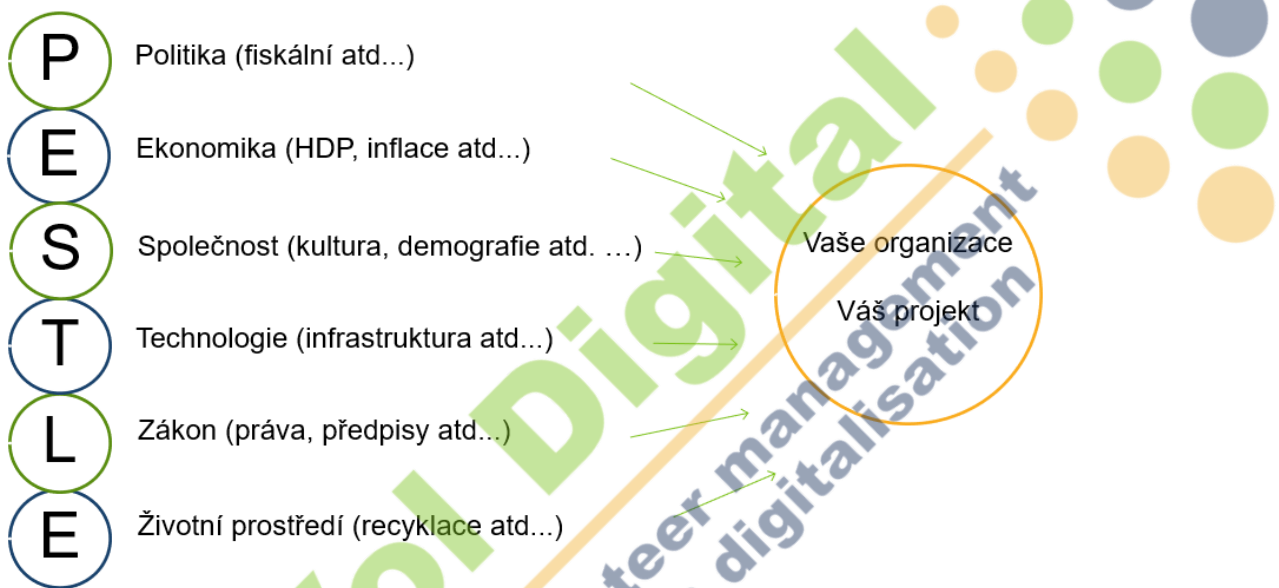 P
Politika (fiskální atd...)
E
Ekonomika (HDP, inflace atd...)
S
Společnost (kultura, demografie atd. ...)
T
Technologie (infrastruktura atd...)
L
Zákon (práva, předpisy atd...)
E
Životní prostředí (recyklace atd...)
Vaše organizace
Váš projekt
Digital
management
digitalisation